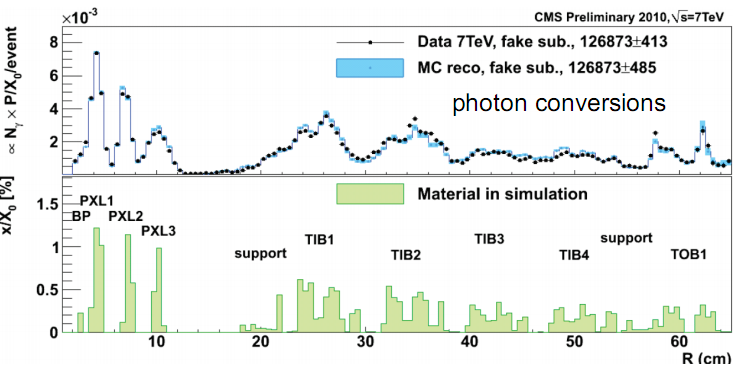 CMS Preliminary 2010,√s=7TeV
×10⁻³
Data 7TeV, fake sub., 126873±413
MC reco, fake sub., 126873±485
photon conversions
∝ Nγ × P/X₀/event
8
6
4
2
Material in simulation
x/X₀ [%]
1.5
1
0.5
0
PXL1
BP PXL2
PXL3
support
TIB1
TIB2
TIB3
TIB4
support
TOB1
10 20 30 40 50 60
R (cm)